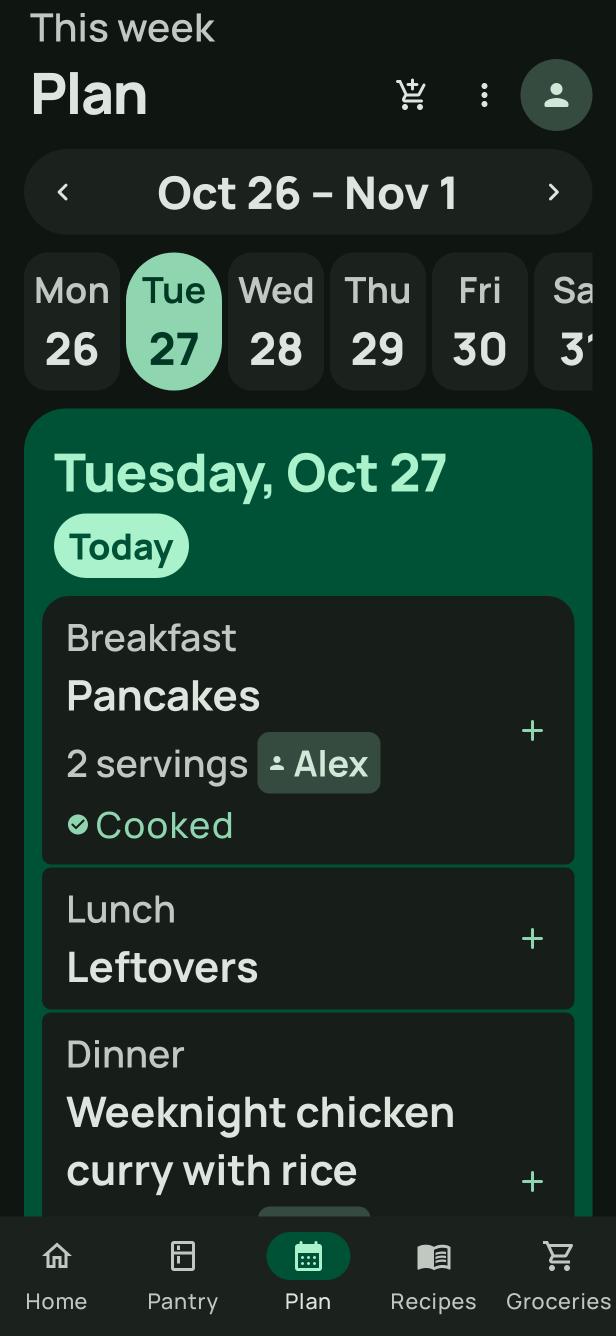 This week
Plan
Oct 26 – Nov 1
Mon Tue Wed Thu Fri
26 27 28 29 30
Tuesday, Oct 27
Today
Breakfast
Pancakes
2 servings Alex
Cooked
Lunch
Leftovers
Dinner
Weeknight chicken
curry with rice
Home Pantry Plan Recipes Groceries